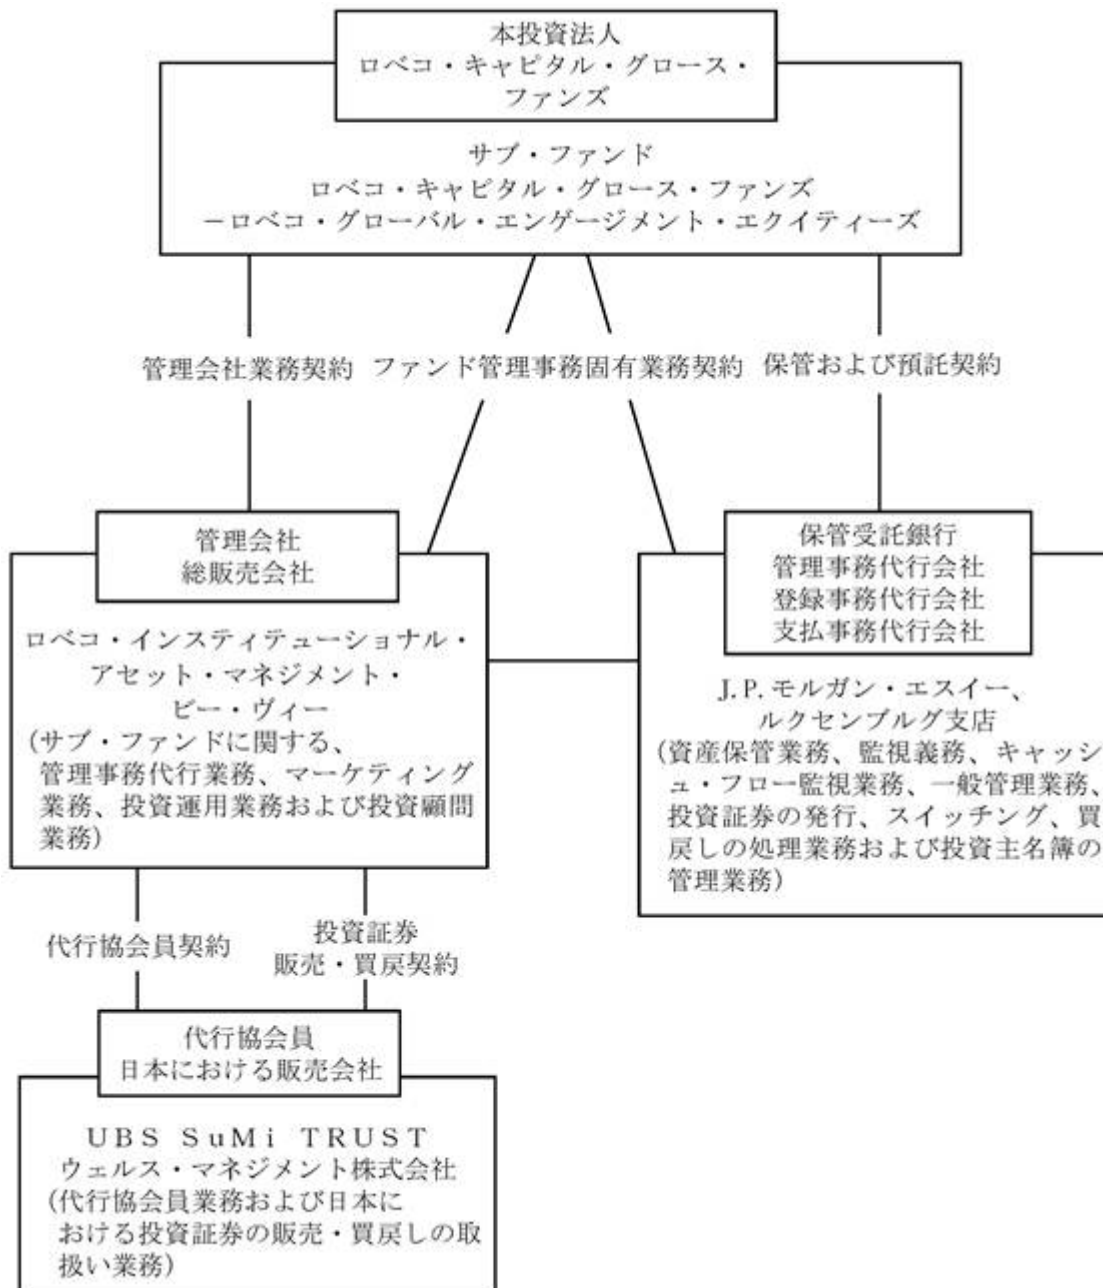 本投資法人
ロベコ・キャピタル・グロース・
ファンズ
サブ・ファンド
ロベコ・キャピタル・グロース・ファンズ
－ロベコ・グローバル・エンゲージメント・エクイティーズ
管理会社業務契約
ファンド管理事務固有業務契約
保管および預託契約
管理会社
総販売会社
ロベコ・インスティテューショナル・
アセット・マネジメント・
ビー・ヴィー
(サブ・ファンドに関する、
管理事務代行業務、マーケティング
業務、投資運用業務および投資顧問
業務)
保管受託銀行
管理事務代行会社
登録事務代行会社
支払事務代行会社
J.P.モルガン・エスイー、
ルクセンブルグ支店
(資産保管業務、監視義務、キャッシ
ュ・フロー監視業務、一般管理業務、
投資証券の発行、スイッチング、買
戻しの処理業務および投資主名簿の
管理業務)
代行協会員契約
投資証券
販売・買戻契約
代行協会員
日本における販売会社
ＵＢＳ ＳｕＭｉ ＴＲＵＳＴ
ウェルス・マネジメント株式会社
(代行協会員業務および日本に
おける投資証券の販売・買戻しの取
扱い業務)